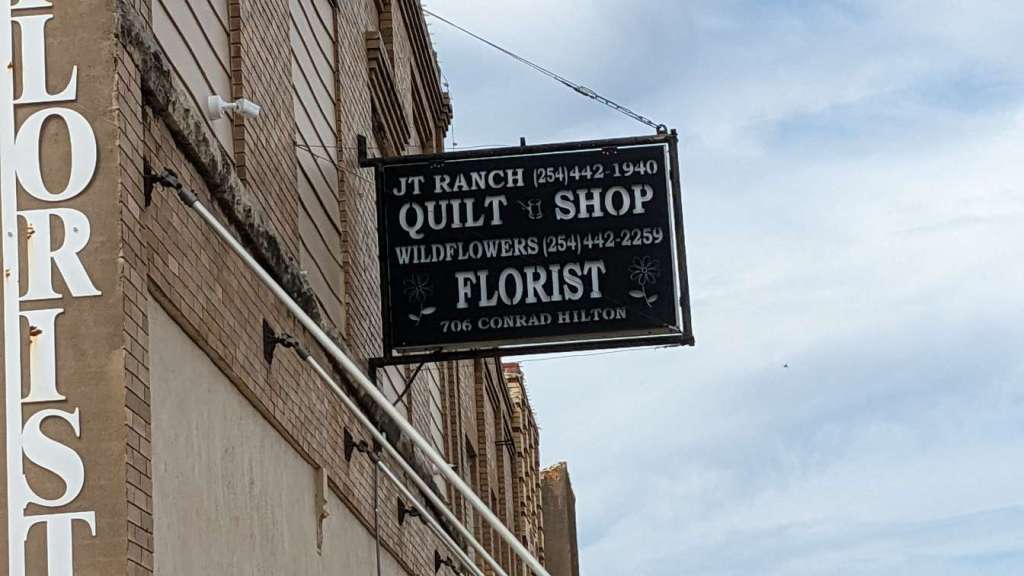 FLORIST
JT RANCH (254)442-1940
QUILT SHOP
WILDFLOWERS (254)442-2259
FLORIST
706 CONRAD HILTON